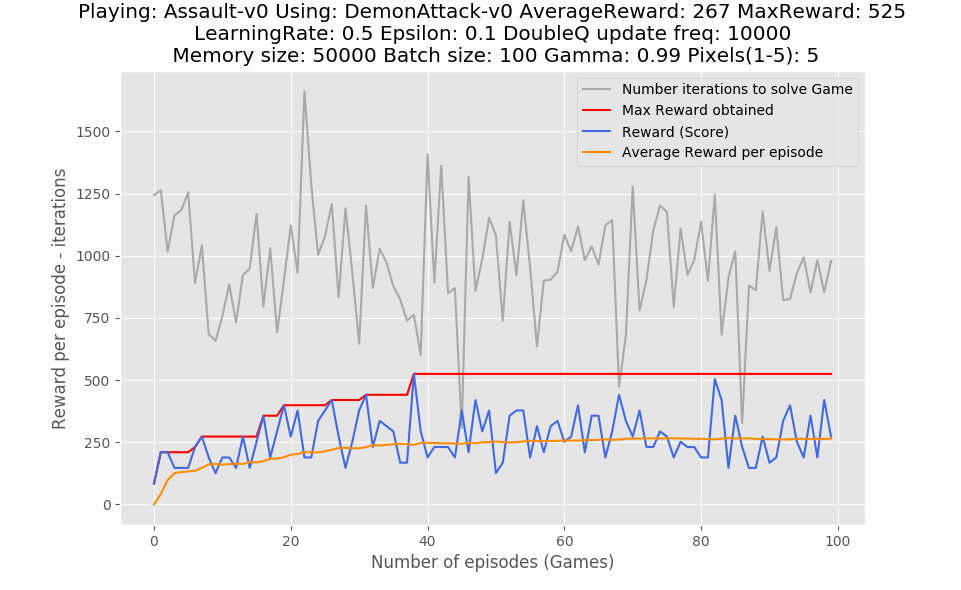 Playing: Assault-v0 Using: DemonAttack-v0 AverageReward: 267 MaxReward: 525
LearningRate: 0.5 Epsilon: 0.1 DoubleQ update freq: 10000
Memory size: 50000 Batch size: 100 Gamma: 0.99 Pixels(1-5): 5
Number iterations to solve Game
Max Reward obtained
Reward (Score)
Average Reward per episode
Reward per episode - iterations
1500
1250
1000
750
500
250
0
0 20 40 60 80 100
Number of episodes (Games)